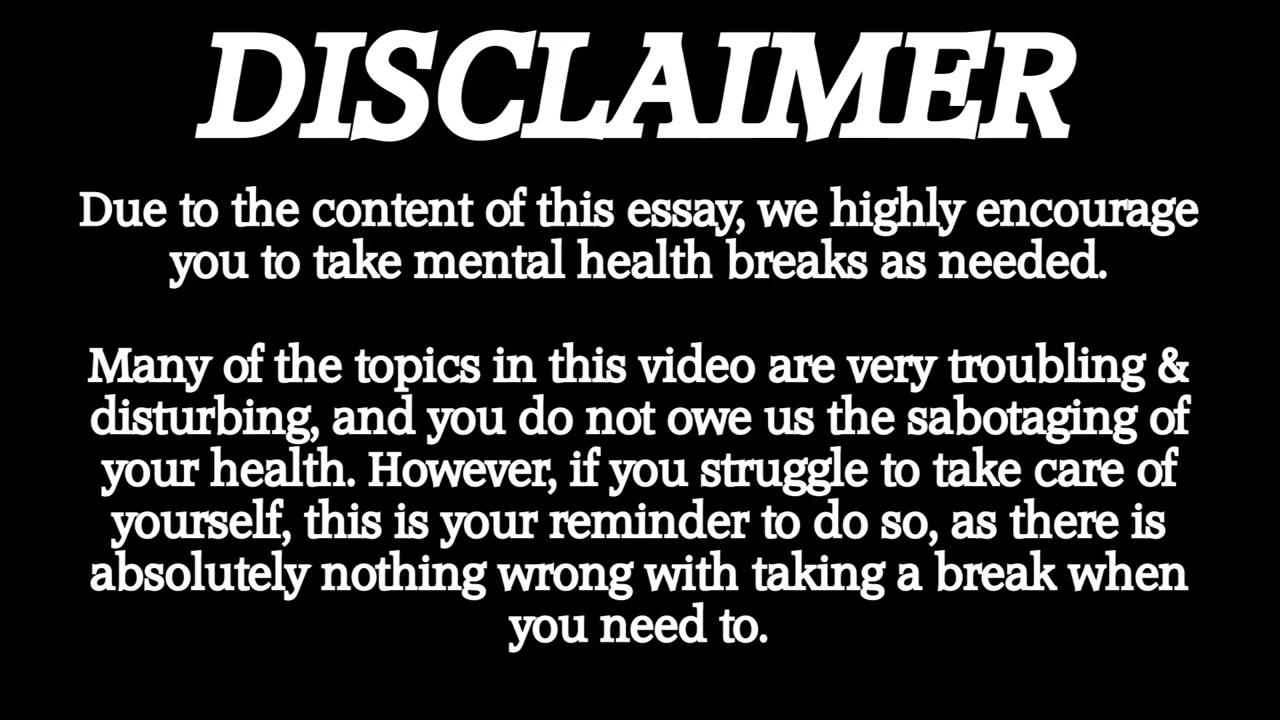 DISCLAIMER
Due to the content of this essay, we highly encourage
you to take mental health breaks as needed.
Many of the topics in this video are very troubling &
disturbing, and you do not owe us the sabotaging of
your health. However, if you struggle to take care of
yourself, this is your reminder to do so, as there is
absolutely nothing wrong with taking a break when
you need to.